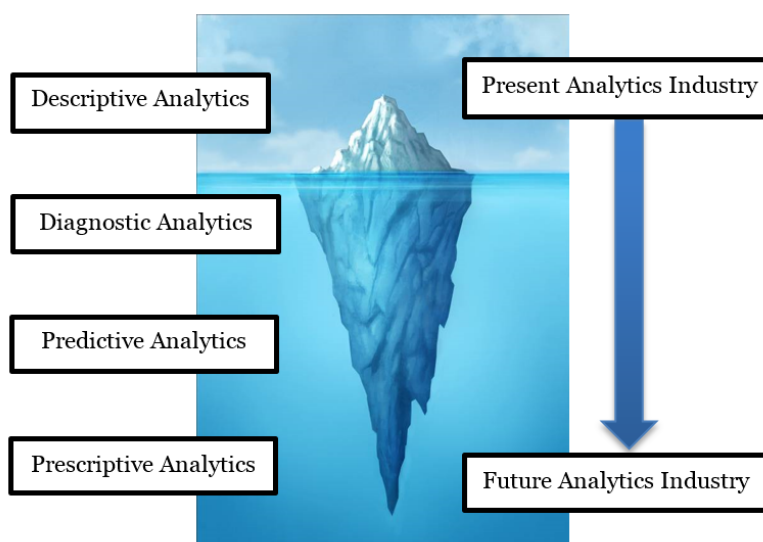 Descriptive Analytics
Present Analytics Industry
Diagnostic Analytics
Predictive Analytics
Prescriptive Analytics
Future Analytics Industry